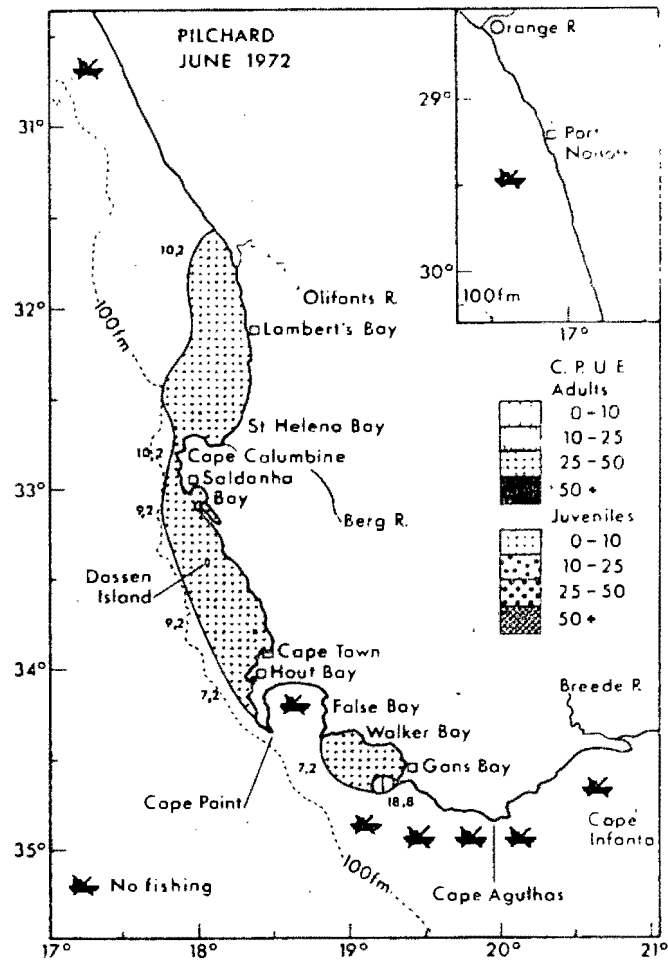 PILCHARD
JUNE 1972
Orange R
29°
Port
30°
100fm
17°
31°
10,2
100fm
Olifants R.
32°
Lambert's Bay
C. P. U E
Adults
0-10
10-25
25-50
50+
St Helena Bay
10,2
Cape Calumbine
Saldanha
Bay
33°
9,2
Berg R.
Juveniles
0-10
10-25
25-50
50+
Dassen
Island
9,2
Cape Town
34°
Hout Bay
7,2
False Bay
Breede R.
Walker Bay
7,2
Gans Bay
Cape Point
18,8
Cape
Infanta
35°
100fm
No fishing
Cape Agulhas
17°
18°
19°
20°
21°